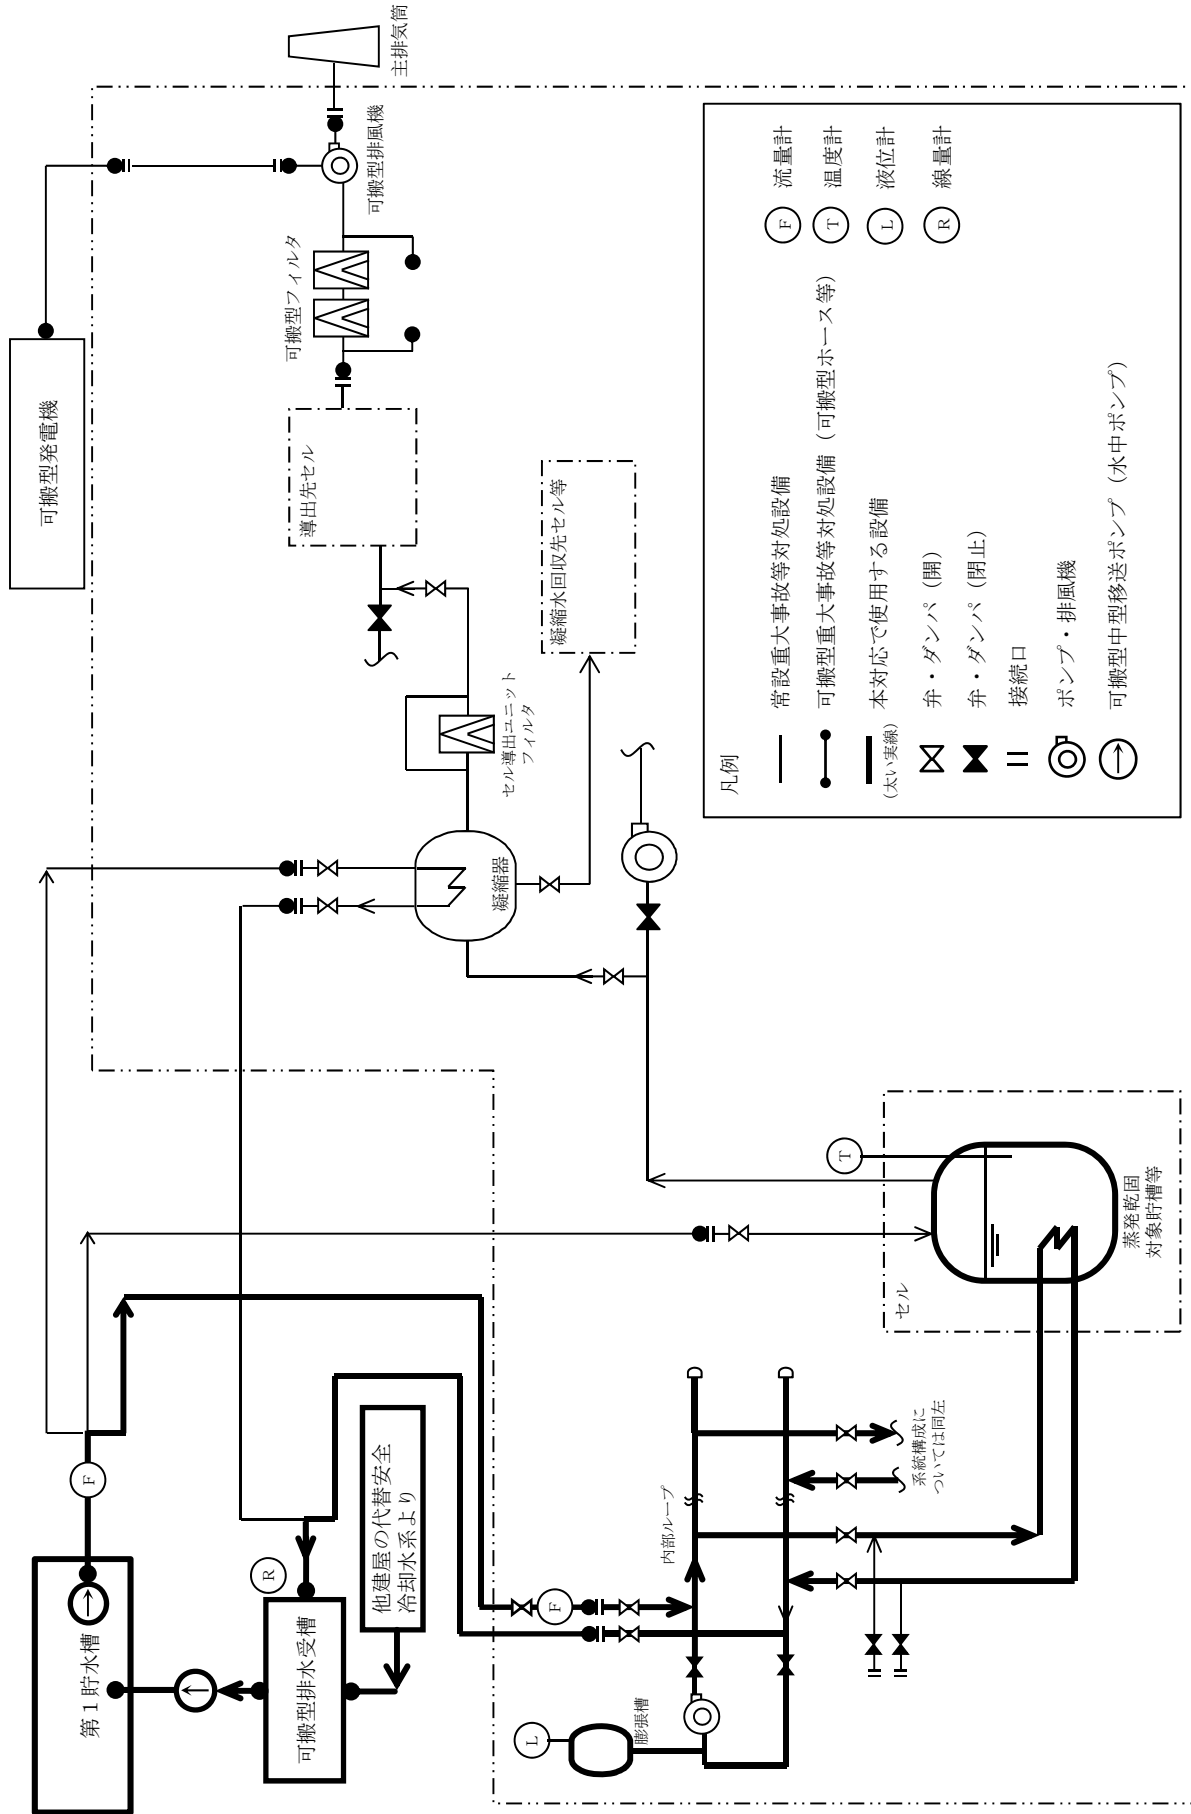 主排気筒
可搬型排風機
可搬型フィルタ
可搬型発電機
導出先セル
凝縮水回収先セル等
セル導出ユニット
フィルタ
凝縮器
T
セル
蒸発乾固
対象貯槽等
F
R
第１貯水槽
可搬型排水受槽
他建屋の代替安全
冷却水系より
F
内部ループ
系統構成に
ついては同左
L
膨張槽
凡例
常設重大事故等対処設備
可搬型重大事故等対処設備（可搬型ホース等）
本対応で使用する設備
（太い実線）
弁・ダンパ（開）
弁・ダンパ（閉止）
接続口
ポンプ・排風機
可搬型中型移送ポンプ（水中ポンプ）
F 流量計
T 温度計
L 液位計
R 線量計